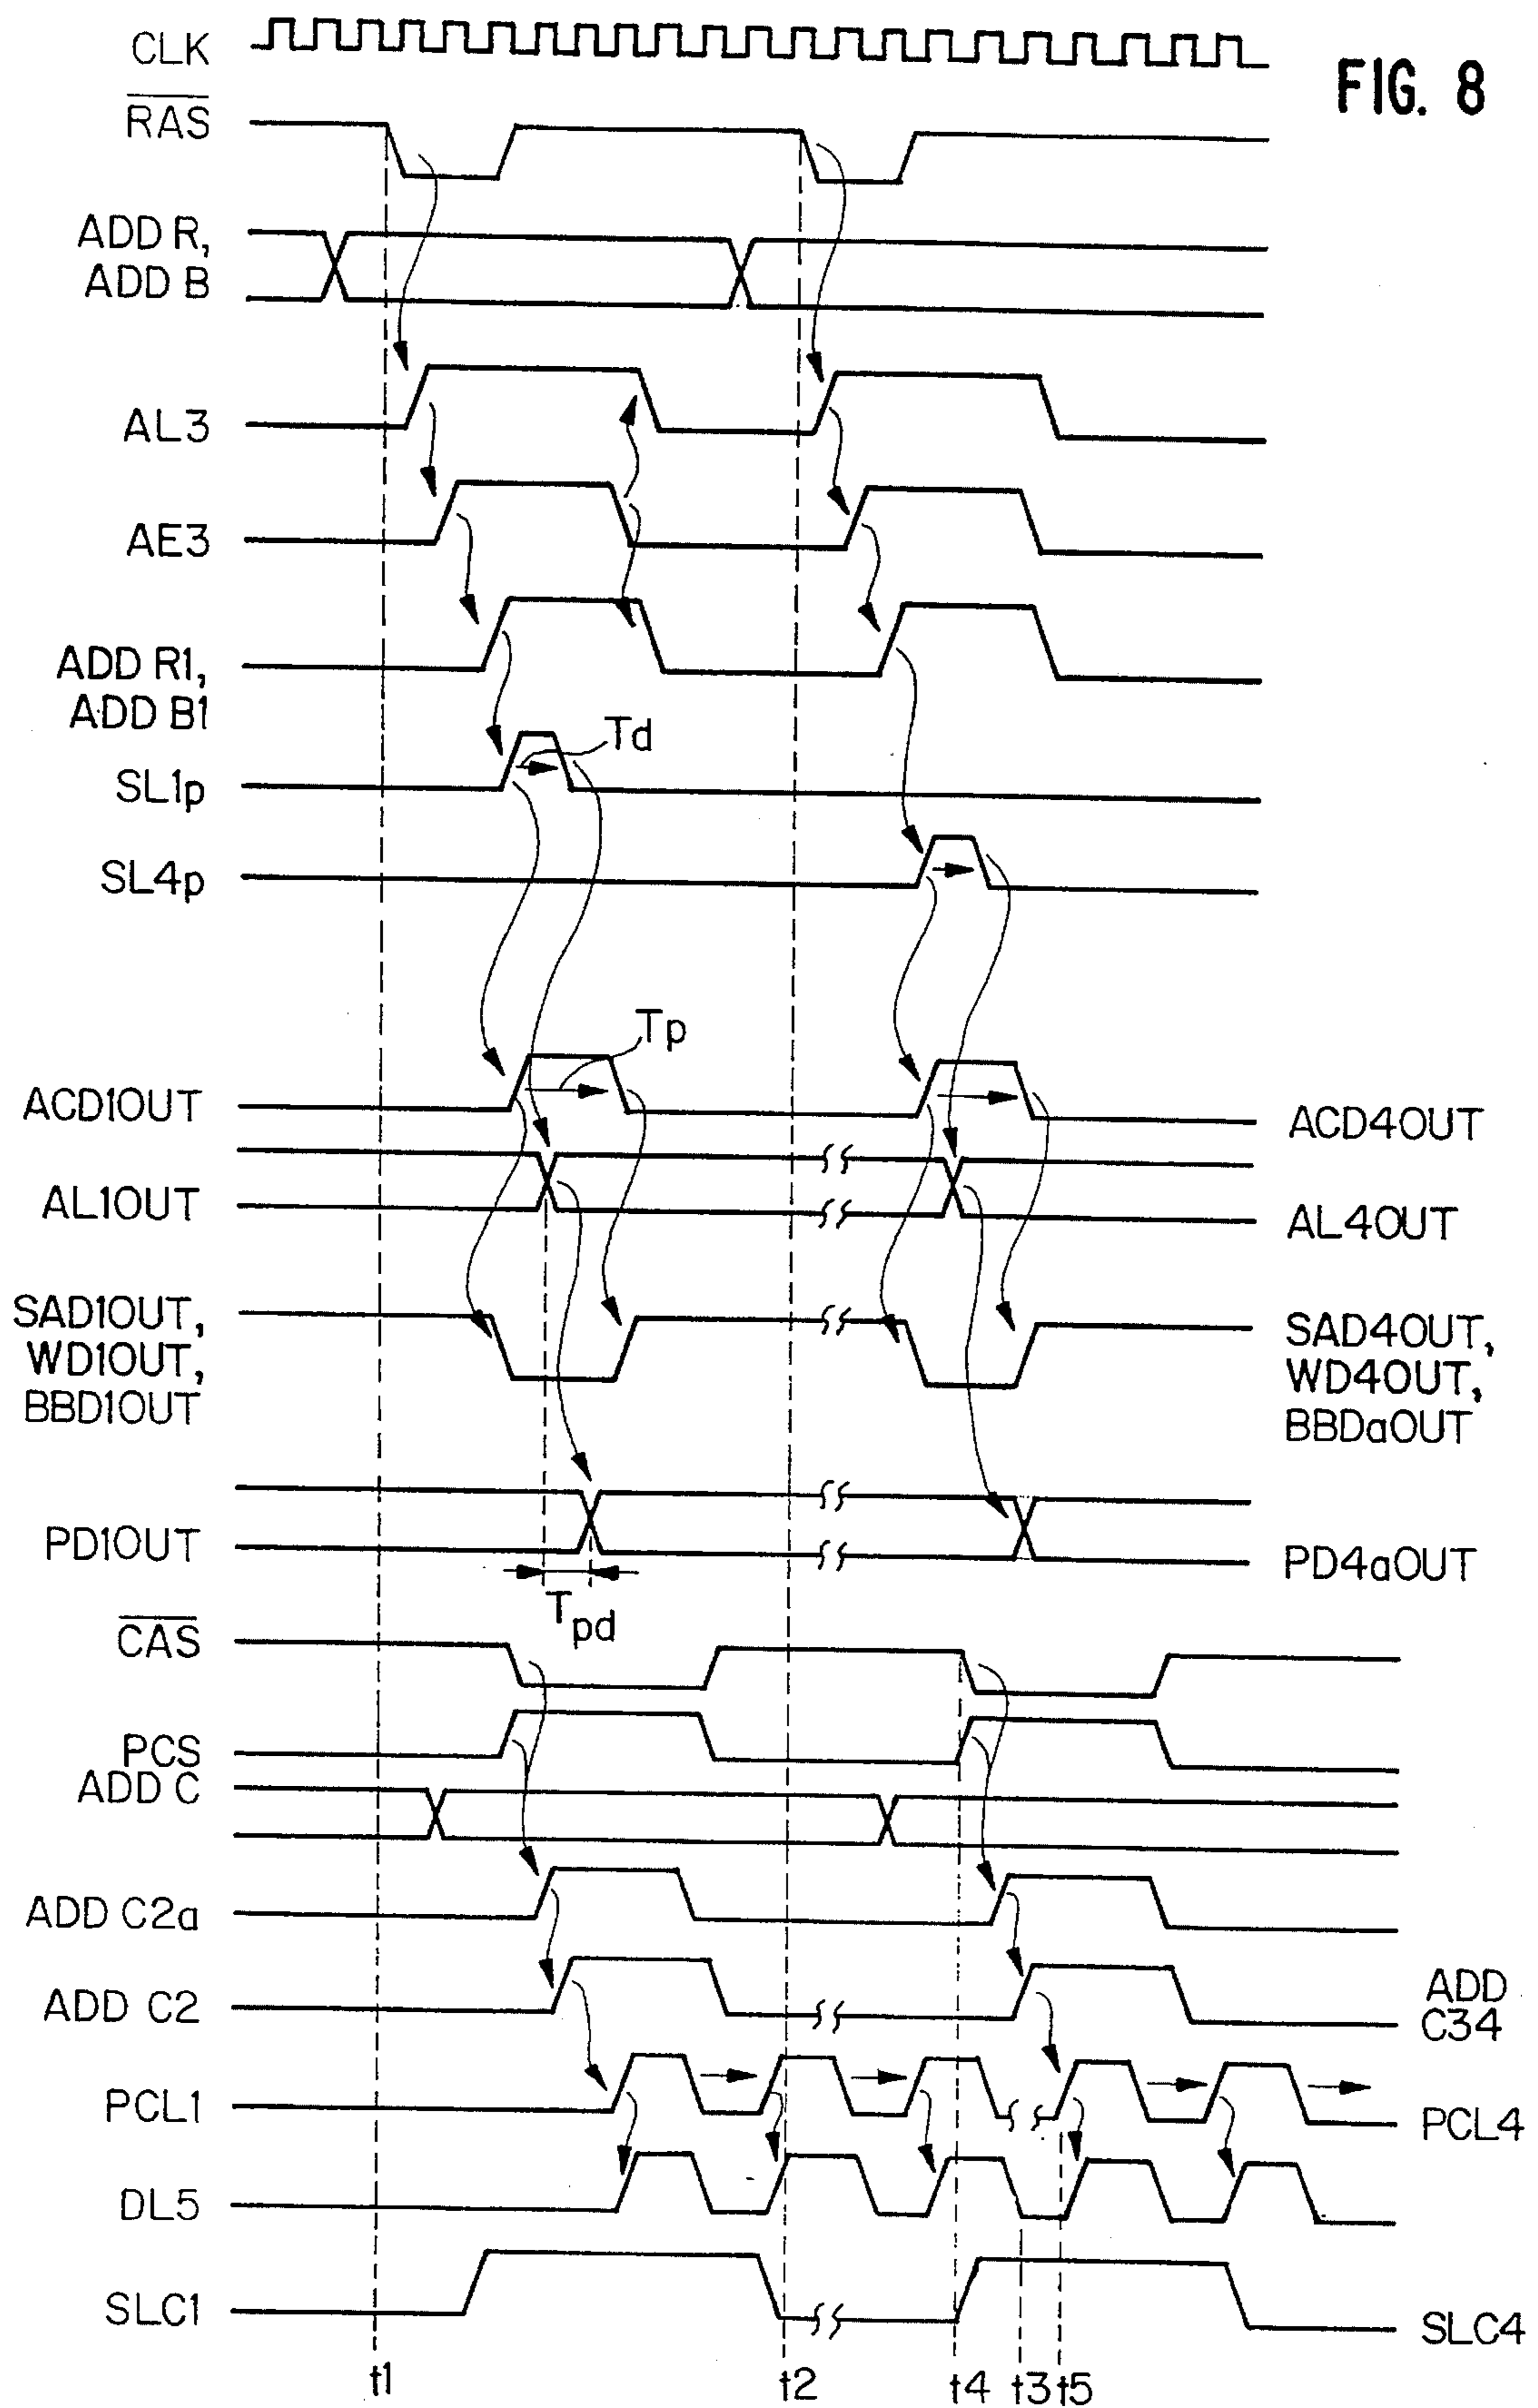 CLK
FIG. 8
RAS
ADD R,
ADD B
AL3
AE3
ADD R1,
ADD B1
Td
SL1p
SL4p
Tp
ACD1OUT
ACD4OUT
AL1OUT
AL4OUT
SAD1OUT,
WD1OUT,
BBD1OUT
SAD4OUT,
WD4OUT,
BBDaOUT
PD1OUT
PD4aOUT
Tpd
CAS
PCS
ADD C
ADD C2a
ADD C2
ADD
C34
PCL1
PCL4
DL5
SLC1
SLC4
t1
t2
t4
t3
t5